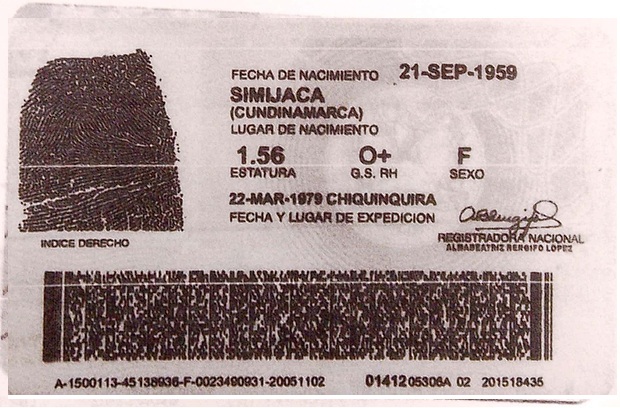 FECHA DE NACIMIENTO 21-SEP-1959
SIMIJACA
(CUNDINAMARCA)
LUGAR DE NACIMIENTO
1.56 O+ F
ESTATURA G.S. RH SEXO
22-MAR-1979 CHIQUINQUIRA
FECHA Y LUGAR DE EXPEDICION
INDICE DERECHO
REGISTRADORA NACIONAL
ALMABEATRIZ RENGIFO LOPEZ
A-1500113-45138936-F-0023490931-20051102 01412 05306A 02 201518435